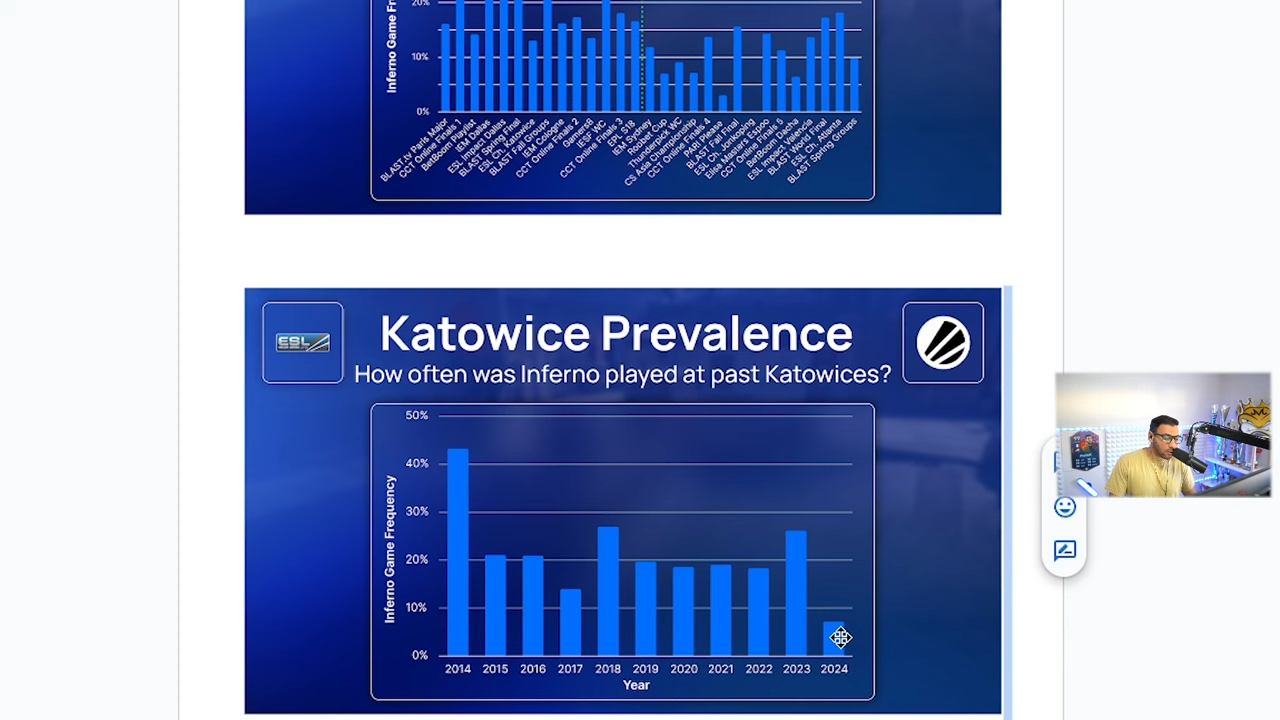 20%
Inferno Game Fr
10%
0%
BLAST.tv Paris Major
CCT Online Finals 1
BetBoom Playlist
IEM Dallas
ESL Impact Dallas
BLAST Spring Final
ESL Ch. Katowice
BLAST Fall Groups
IEM Cologne
CCT Online Finals 2
Gamers8
IESF WC
CCT Online Finals 3
EPL S18
IEM Sydney
Roobet Cup
Thunderpick WC
CS Asia Championship
CCT Online Finals 4
PARI Please
BLAST Fall Final
ESL Ch. Jonkoping
Elisa Masters Espoo
CCT Online Finals 5
BetBoom Dacha
ESL Impact Valencia
BLAST World Final
ESL Ch. Atlanta
BLAST Spring Groups
ESL
Katowice Prevalence
How often was Inferno played at past Katowices?
Inferno Game Frequency
50%
40%
30%
20%
10%
0%
2014 2015 2016 2017 2018 2019 2020 2021 2022 2023 2024
Year